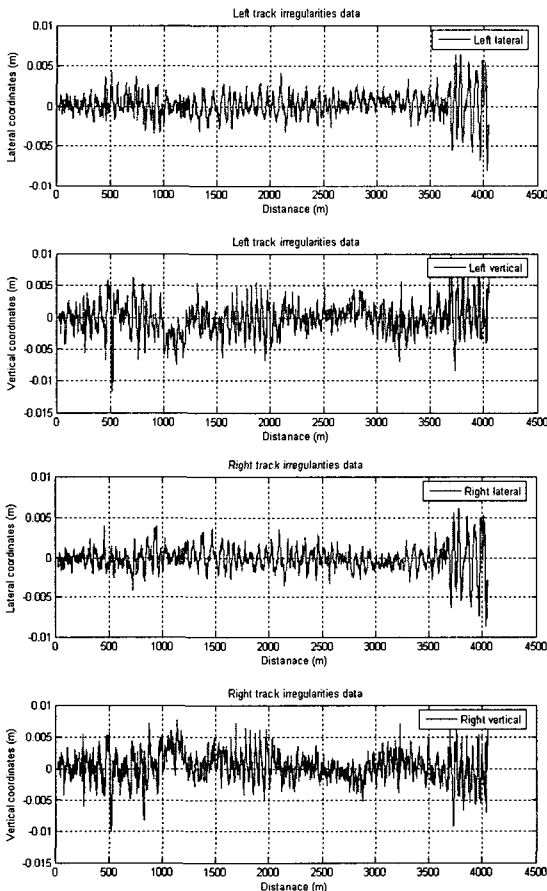 Left track irregularities data
Left lateral
Lateral coordinates (m)
0.01
0.005
0
-0.005
-0.01
0 500 1000 1500 2000 2500 3000 3500 4000 4500
Distanace (m)
Left track irregularities data
Left vertical
Vertical coordinates (m)
0.01
0.005
0
-0.005
-0.01
-0.015
0 500 1000 1500 2000 2500 3000 3500 4000 4500
Distanace (m)
Right track irregularities data
Right lateral
Lateral coordinates (m)
0.01
0.005
0
-0.005
-0.01
0 500 1000 1500 2000 2500 3000 3500 4000 4500
Distanace (m)
Right track irregularities data
Right vertical
Vertical coordinates (m)
0.01
0.005
0
-0.005
-0.01
-0.015
0 500 1000 1500 2000 2500 3000 3500 4000 4500
Distanace (m)